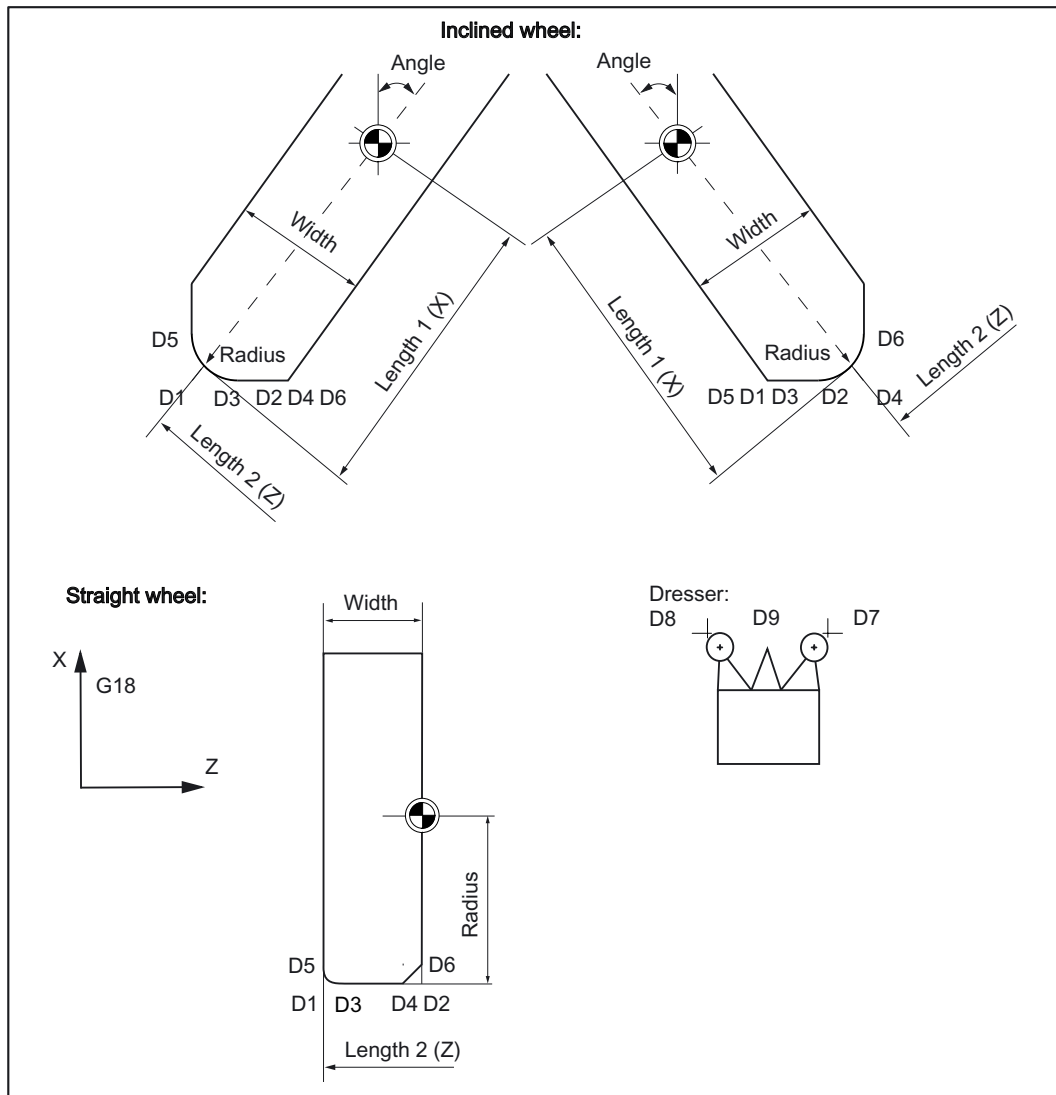 Inclined wheel:
Angle
Angle
Width
Width
Length 1 (X)
Length 1 (X)
D5
Radius
D1
D3
D2 D4 D6
Length 2 (Z)
Radius
D6
D5 D1 D3
D2
D4
Length 2 (Z)
Straight wheel:
Width
X
G18
Z
Radius
D5
D6
D1
D3
D4 D2
Length 2 (Z)
Dresser:
D8
D9
D7